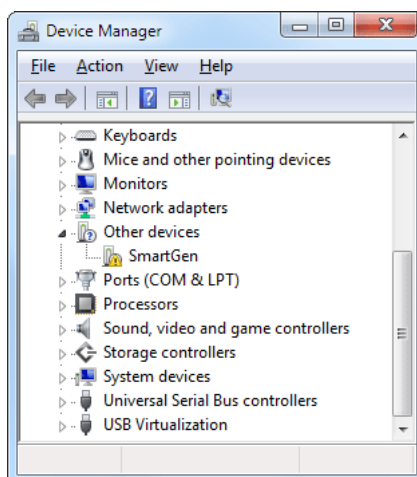 Device Manager
File Action View Help
Keyboards
Mice and other pointing devices
Monitors
Network adapters
Other devices
SmartGen
Ports (COM & LPT)
Processors
Sound, video and game controllers
Storage controllers
System devices
Universal Serial Bus controllers
USB Virtualization